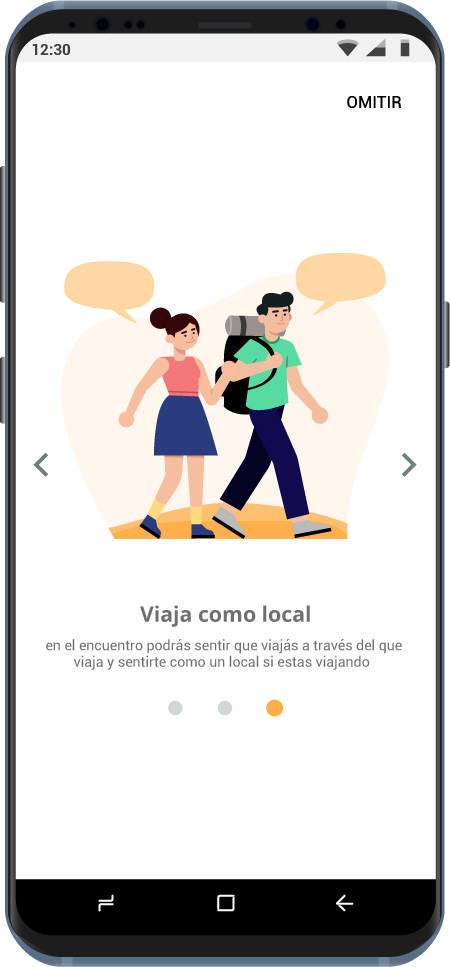 12:30
OMITIR
Viaja como local
en el encuentro podrás sentir que viajás a través del que
viaja y sentirte como un local si estas viajando